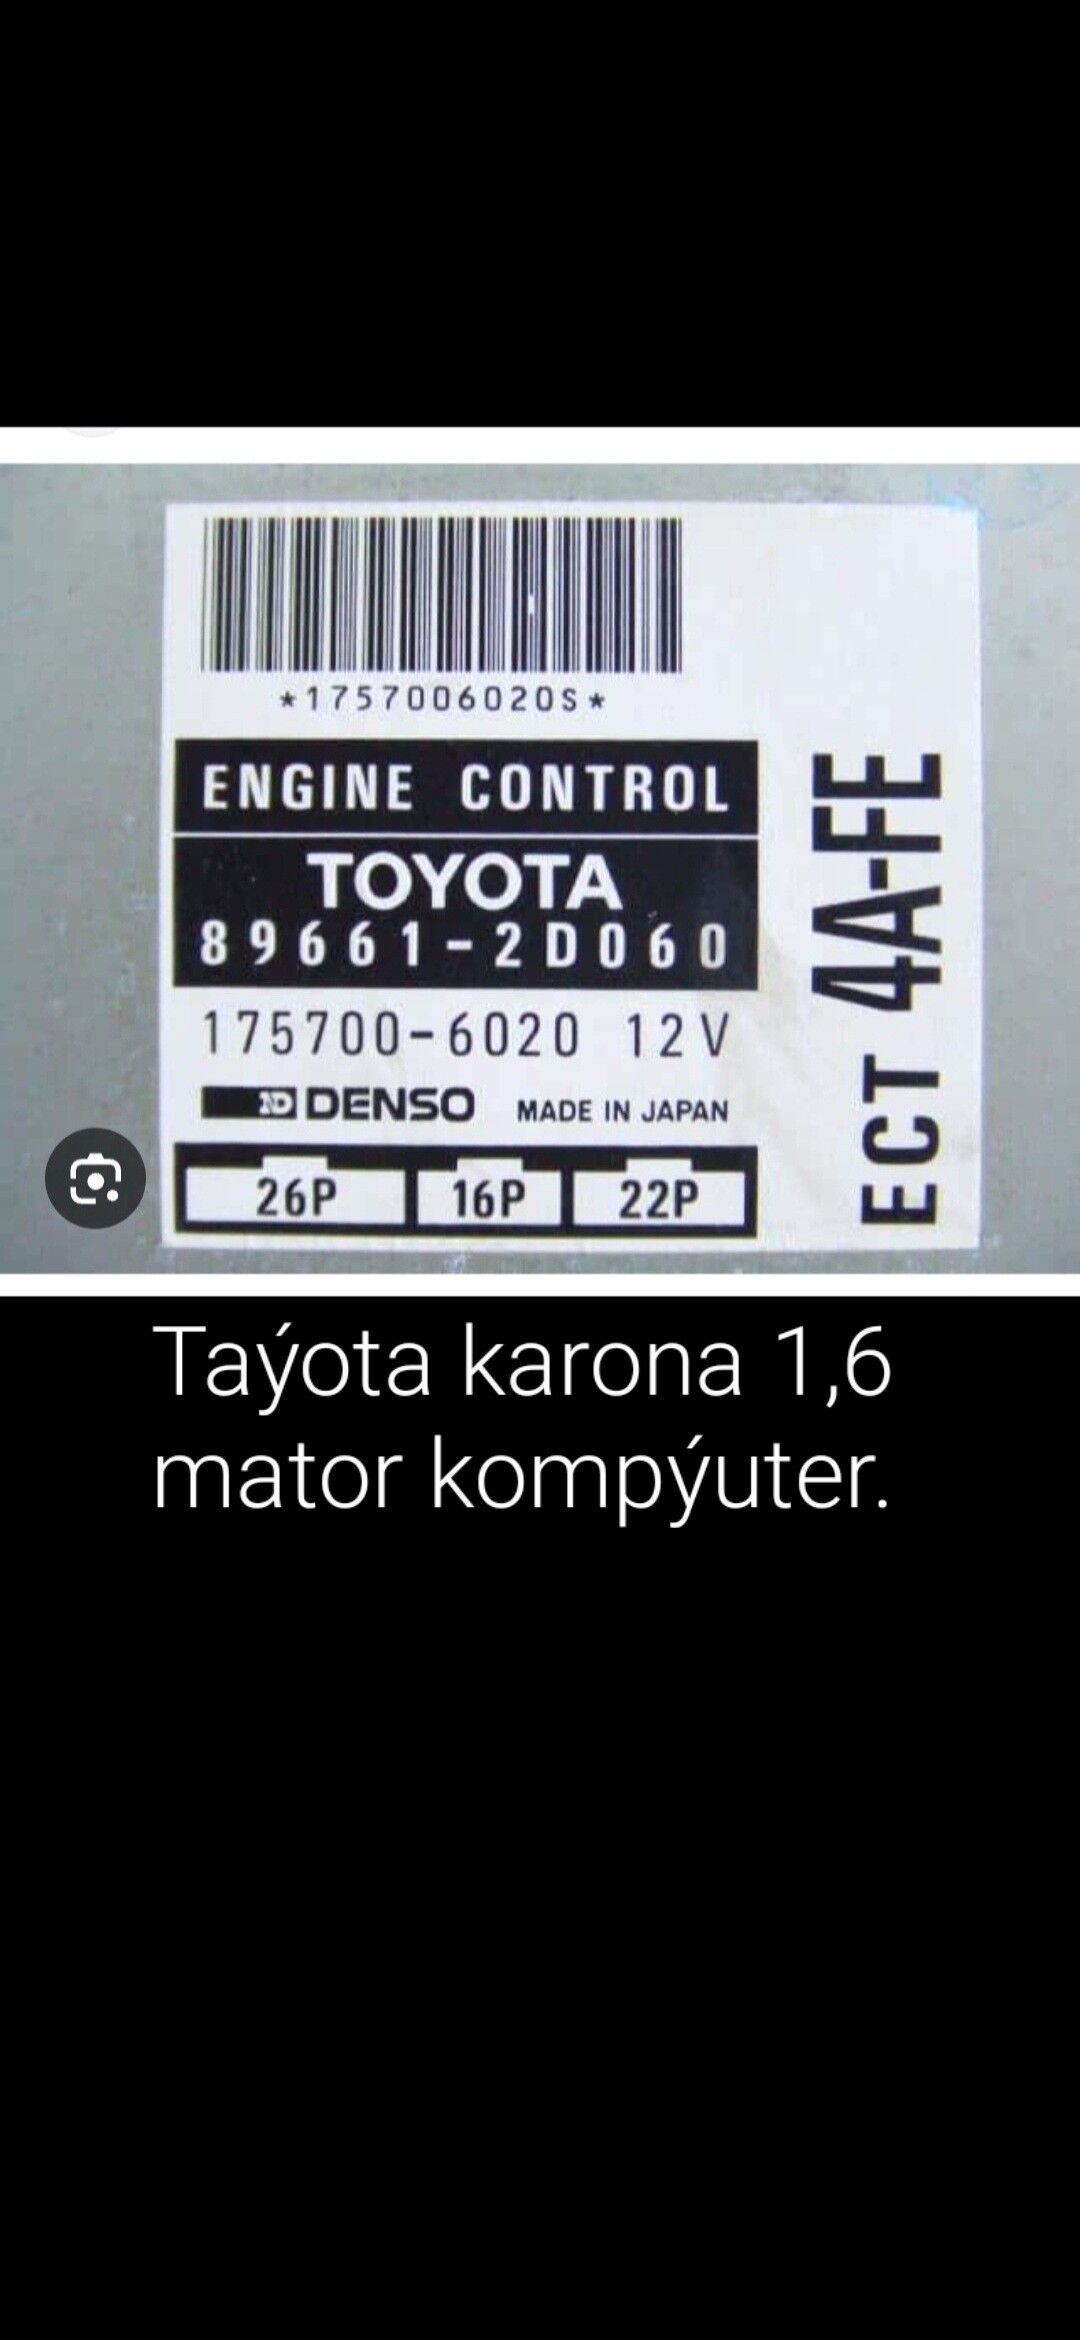 *1757006020S*
ENGINE CONTROL
TOYOTA
89661-2D060
175700-6020 12V
ND DENSO MADE IN JAPAN
26P 16P 22P
ECT 4A-FE
Taýota karona 1,6
mator kompýuter.